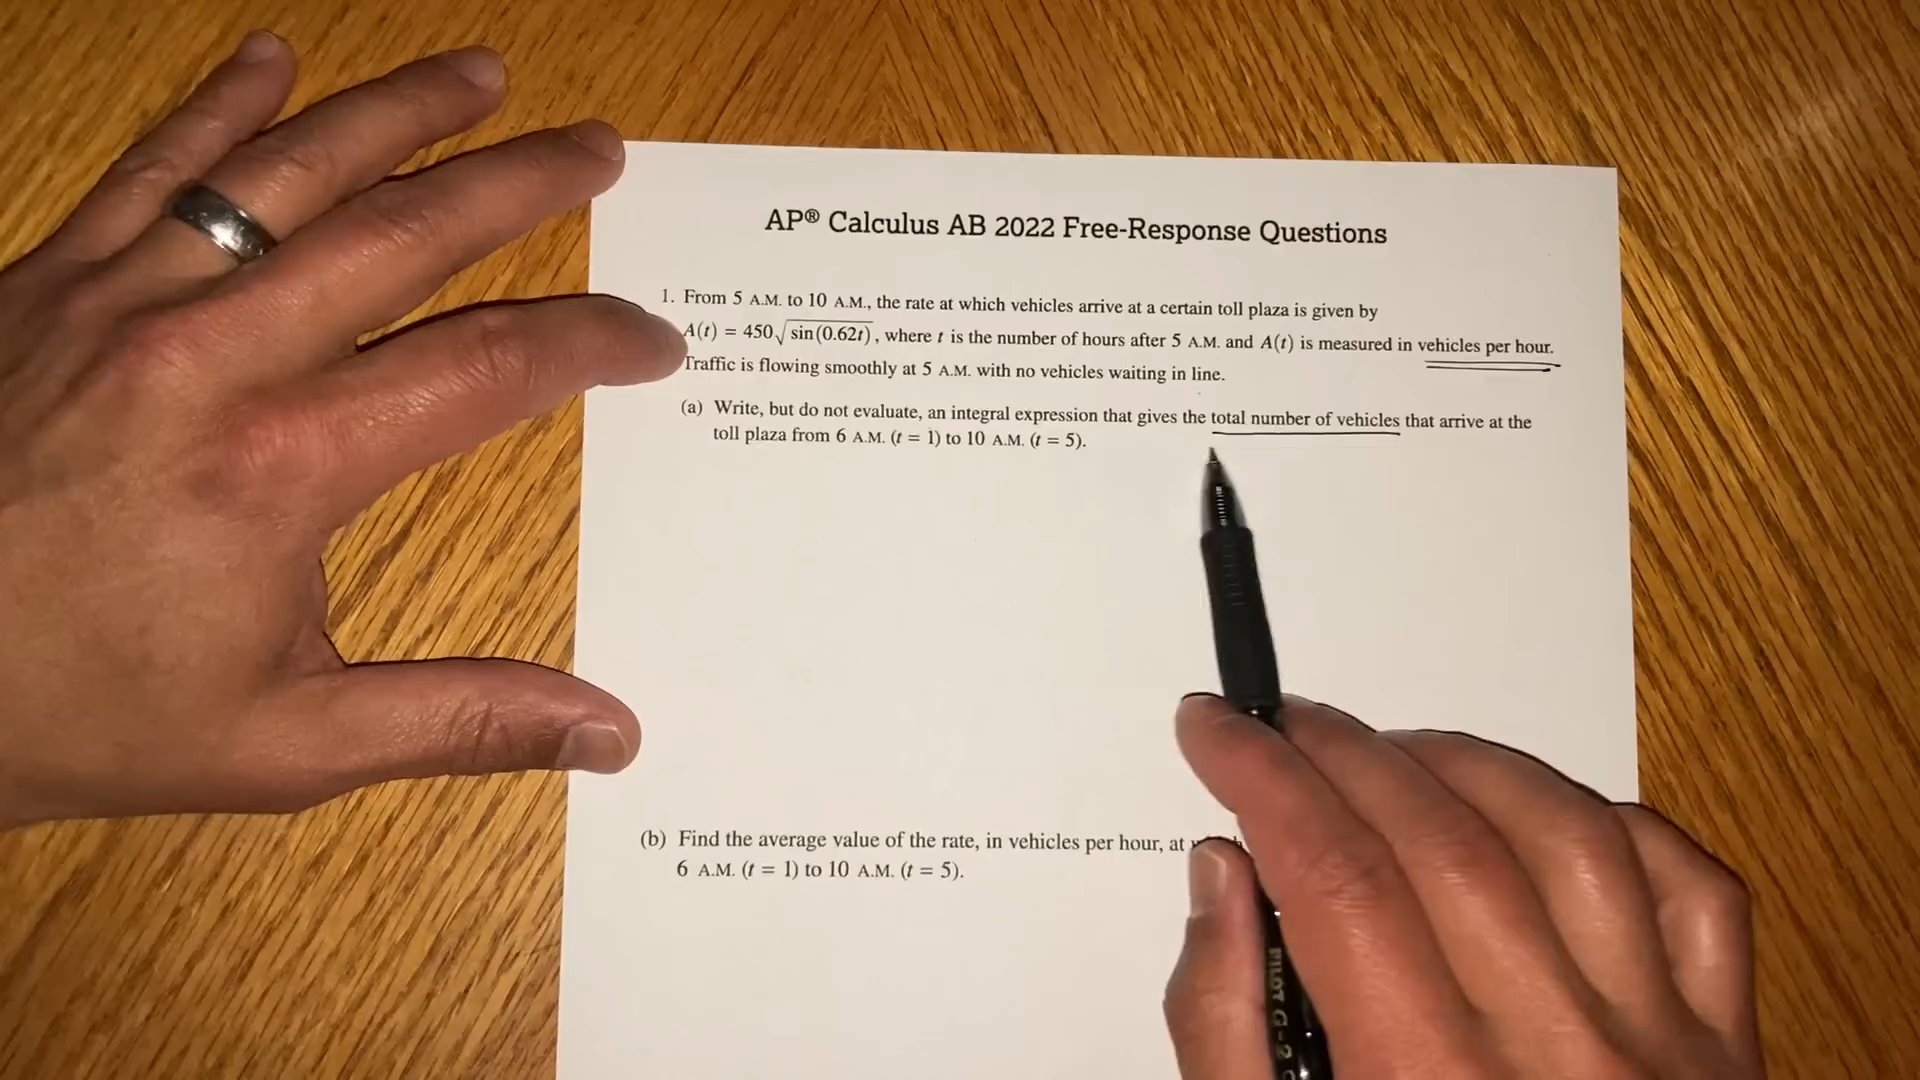 AP® Calculus AB 2022 Free-Response Questions
1. From 5 A.M. to 10 A.M., the rate at which vehicles arrive at a certain toll plaza is given by
A(t) = 450√sin(0.62t), where t is the number of hours after 5 A.M. and A(t) is measured in vehicles per hour.
Traffic is flowing smoothly at 5 A.M. with no vehicles waiting in line.
(a) Write, but do not evaluate, an integral expression that gives the total number of vehicles that arrive at the
toll plaza from 6 A.M. (t = 1) to 10 A.M. (t = 5).
(b) Find the average value of the rate, in vehicles per hour, at
6 A.M. (t = 1) to 10 A.M. (t = 5).
PILOT G-2